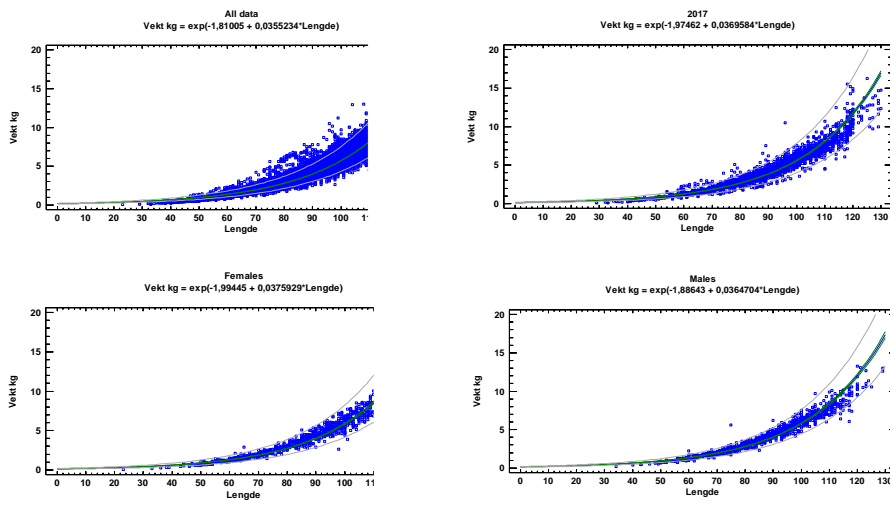 All data
Vekt kg = exp(-1,81005 + 0,0355234*Lengde)
20
15
10
5
0
Vekt kg
0 10 20 30 40 50 60 70 80 90 100
Lengde
2017
Vekt kg = exp(-1,97462 + 0,0369584*Lengde)
20
15
10
5
0
Vekt kg
0 10 20 30 40 50 60 70 80 90 100 110 120 130
Lengde
Females
Vekt kg = exp(-1,99445 + 0,0375929*Lengde)
20
15
10
5
0
Vekt kg
0 10 20 30 40 50 60 70 80 90 100
Lengde
Males
Vekt kg = exp(-1,88643 + 0,0364704*Lengde)
20
15
10
5
0
Vekt kg
0 10 20 30 40 50 60 70 80 90 100 110 120 130
Lengde